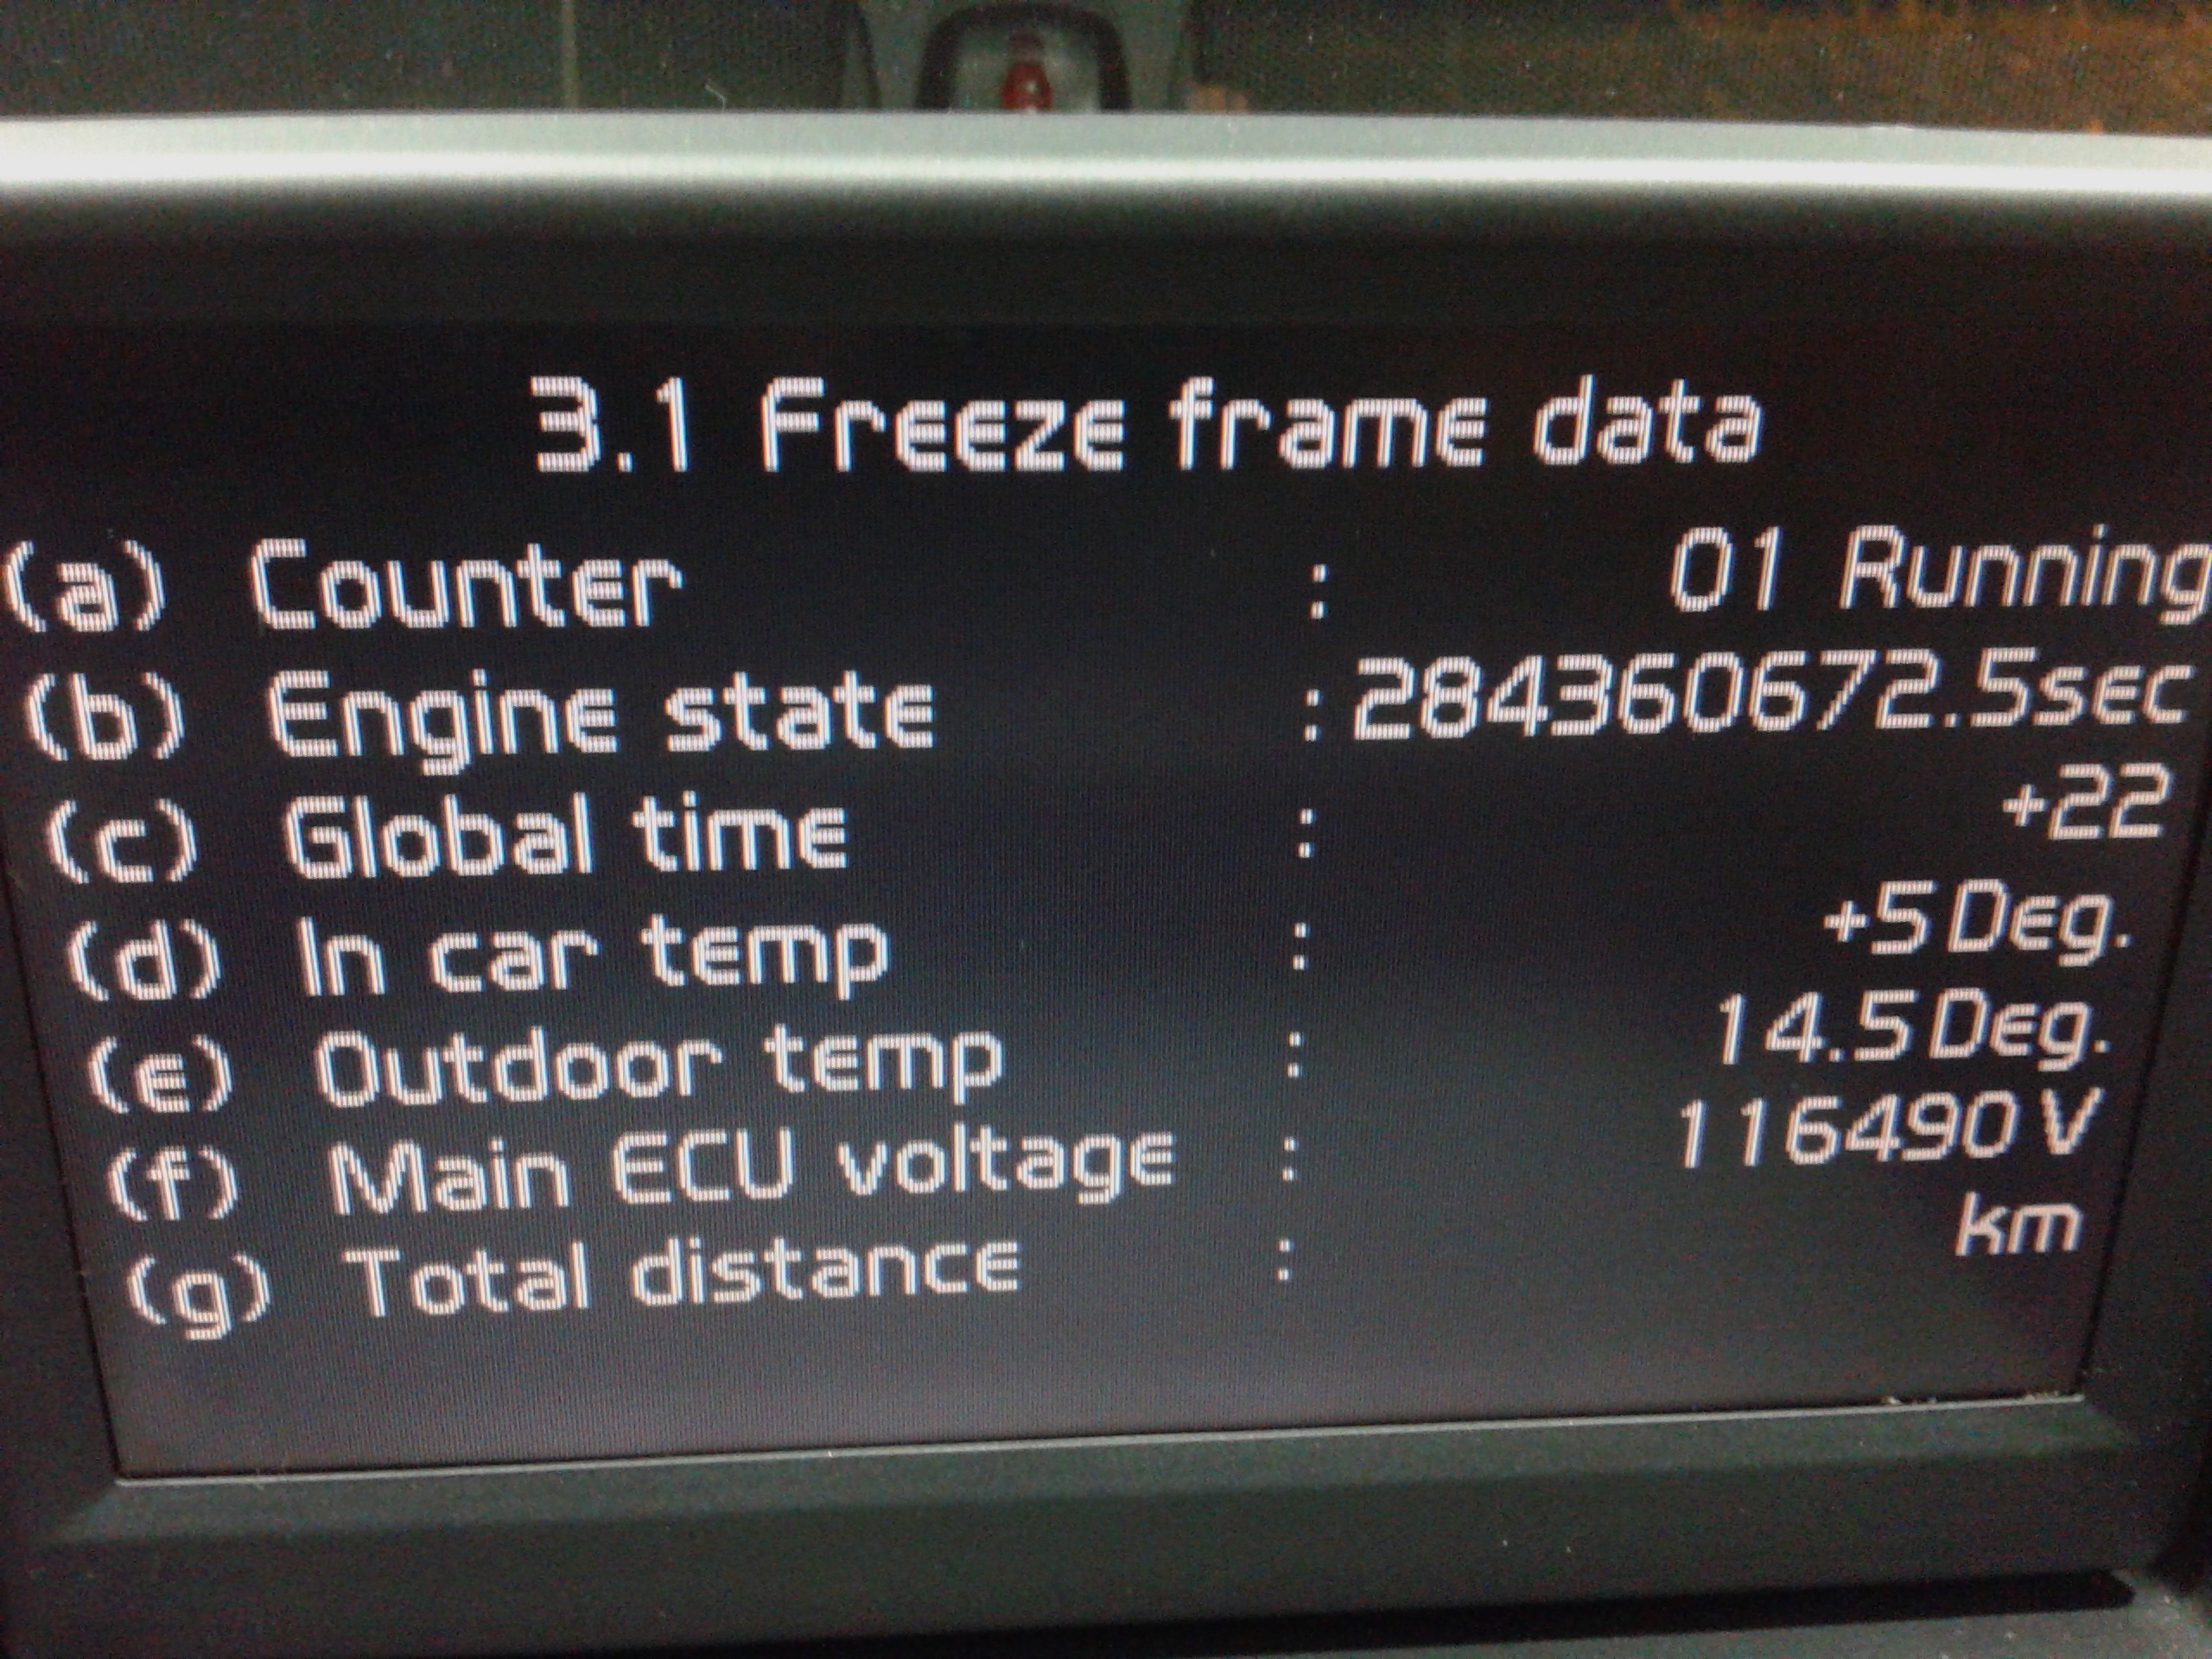 3.1 Freeze frame data
(a) Counter : 01 Running
(b) Engine state : 284360672.5sec
(c) Global time : +22
(d) In car temp : +5 Deg.
(e) Outdoor temp : 14.5 Deg.
(f) Main ECU voltage : 116490 V
(g) Total distance : km